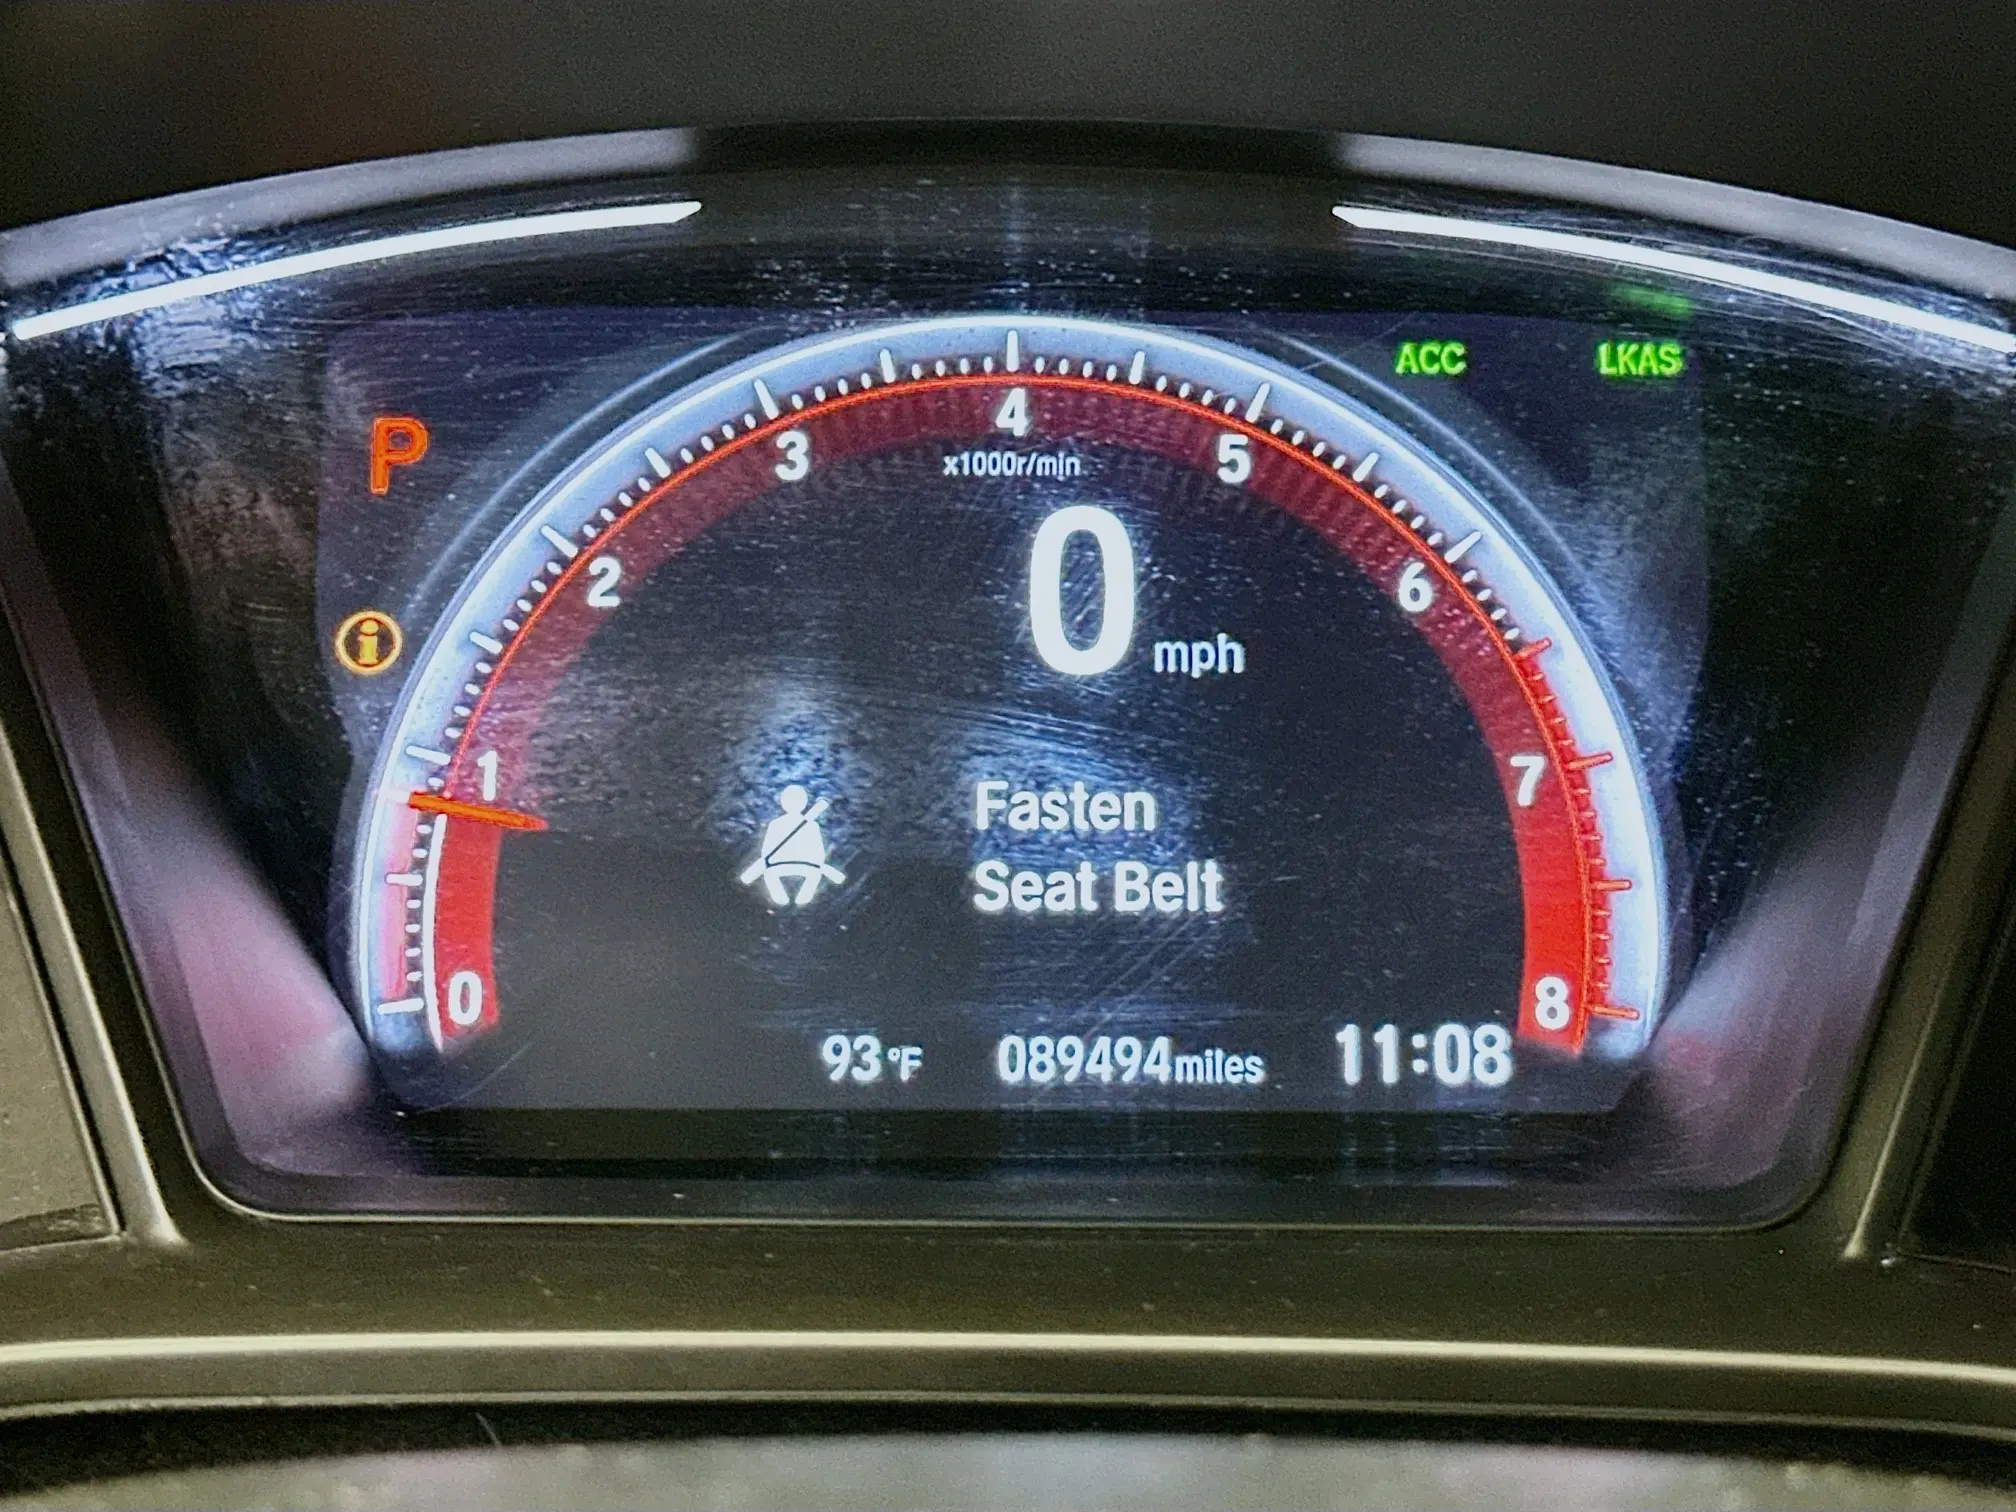 ACC LKAS
P
4
3 5
x1000r/min
2 6
0 mph
i
1 7
Fasten
Seat Belt
0 8
93°F 089494miles 11:08